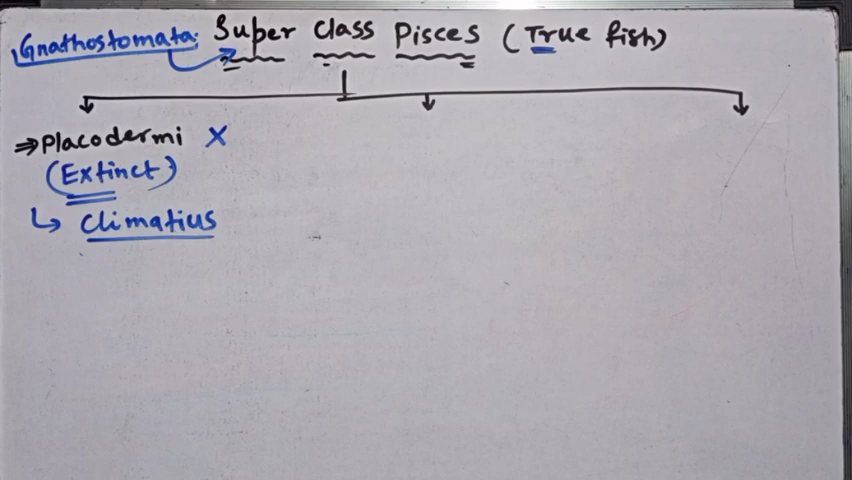 Gnathostomata: Super Class Pisces (True fish)
⇒ Placodermi X
(Extinct)
↳ Climatius